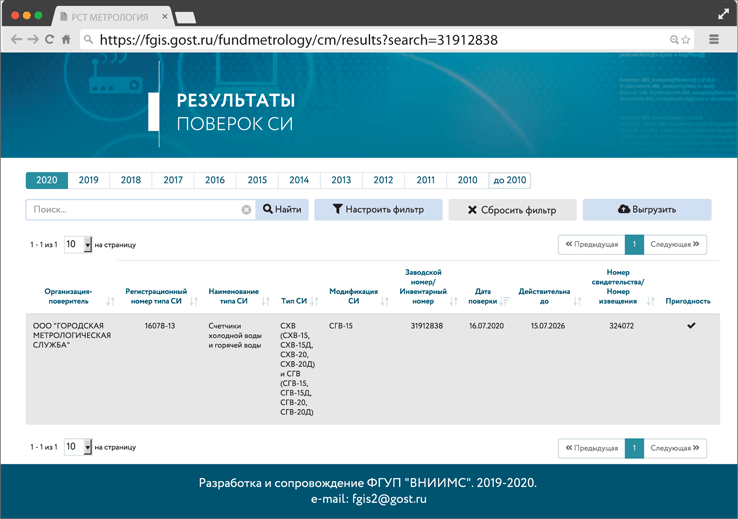 РСТ МЕТРОЛОГИЯ
https://fgis.gost.ru/fundmetrology/cm/results?search=31912838
РЕЗУЛЬТАТЫ
ПОВЕРОК СИ
2020 2019 2018 2017 2016 2015 2014 2013 2012 2011 2010 до 2010
Поиск... Найти Настроить фильтр Сбросить фильтр Выгрузить
1 - 1 из 1 10 на страницу Предыдущая 1 Следующая
Организация-
поверитель
Регистрационный
номер типа СИ
Наименование
типа СИ
Тип СИ
Модификация
СИ
Заводской
номер/
Инвентарный
номер
Дата
поверки
Действительна
до
Номер
свидетельства/
Номер
извещения
Пригодность
ООО "ГОРОДСКАЯ
МЕТРОЛОГИЧЕСКАЯ
СЛУЖБА"
16078-13
Счетчики
холодной воды
и горячей воды
СХВ
(СХВ-15,
СХВ-15Д,
СХВ-20,
СХВ-20Д)
и СГВ
(СГВ-15,
СГВ-15Д,
СГВ-20,
СГВ-20Д)
СГВ-15
31912838
16.07.2020
15.07.2026
324072
1 - 1 из 1 10 на страницу Предыдущая 1 Следующая
Разработка и сопровождение ФГУП "ВНИИМС". 2019-2020.
e-mail: fgis2@gost.ru